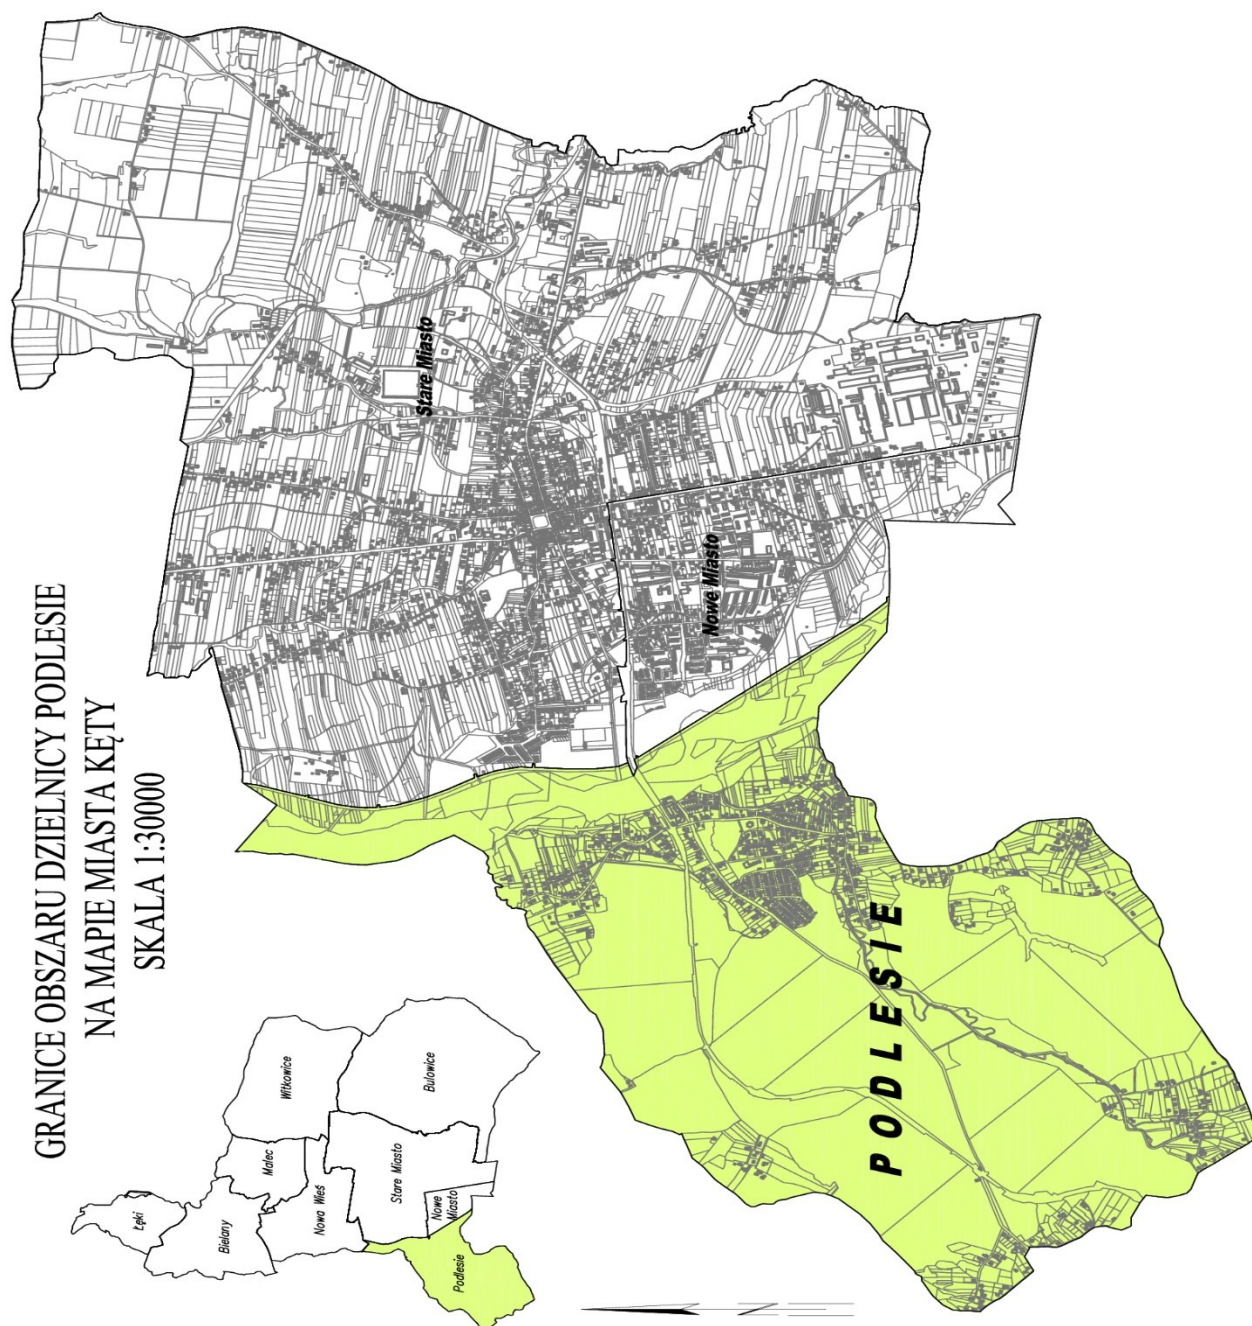 GRANICE OBSZARU DZIELNICY PODLESIE
NA MAPIE MIASTA KĘTY
SKALA 1:30000
Łęki
Bielany
Malec
Witkowice
Nowa Wieś
Bulowice
Stare Miasto
Nowe
Miasto
Podlesie
N
Stare Miasto
Nowe Miasto
PODLESIE